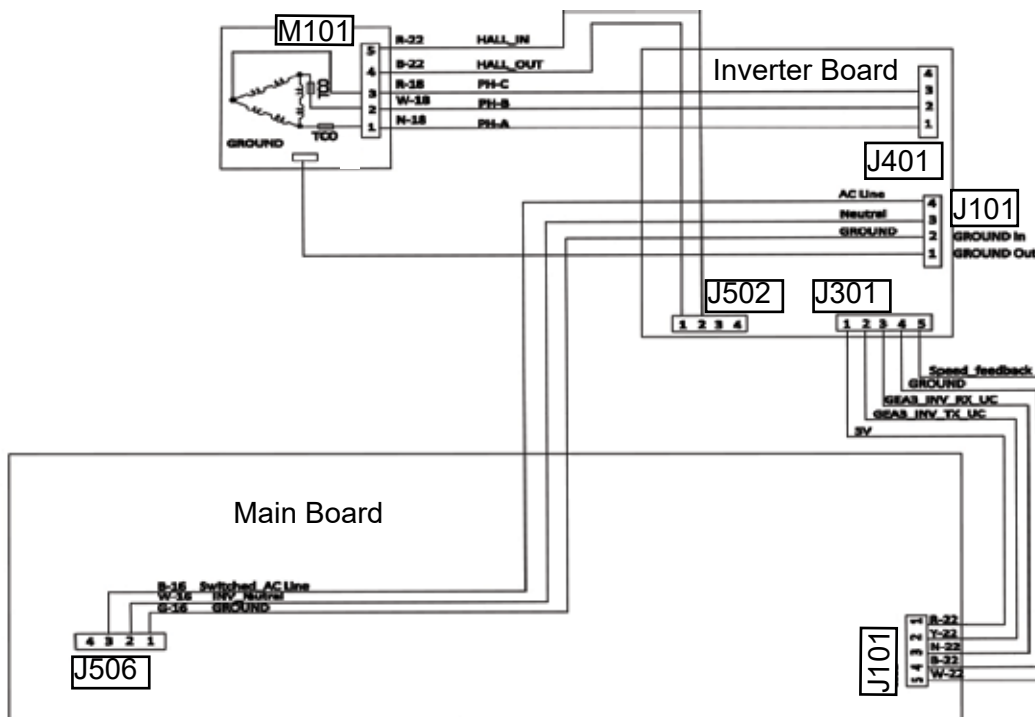 M101
R-22 HALL_IN
5
B-22 HALL_OUT
4
R-18 PH-C
3
W-18 PH-B
2
N-18 PH-A
1
TCO
TCO
GROUND
Inverter Board
4
3
2
1
J401
AC Line
Neutral
GROUND
4
3
2
1
J101
GROUND In
GROUND Out
J502
1 2 3 4
J301
1 2 3 4 5
Speed_feedback
GROUND
GEA3_INV_RX_UC
GEA3_INV_TX_UC
5V
Main Board
B-16 Switched_AC Line
W-16 INV_Neutral
G-16 GROUND
4 3 2 1
J506
J101
1 R-22
2 Y-22
3 N-22
4 B-22
5 W-22